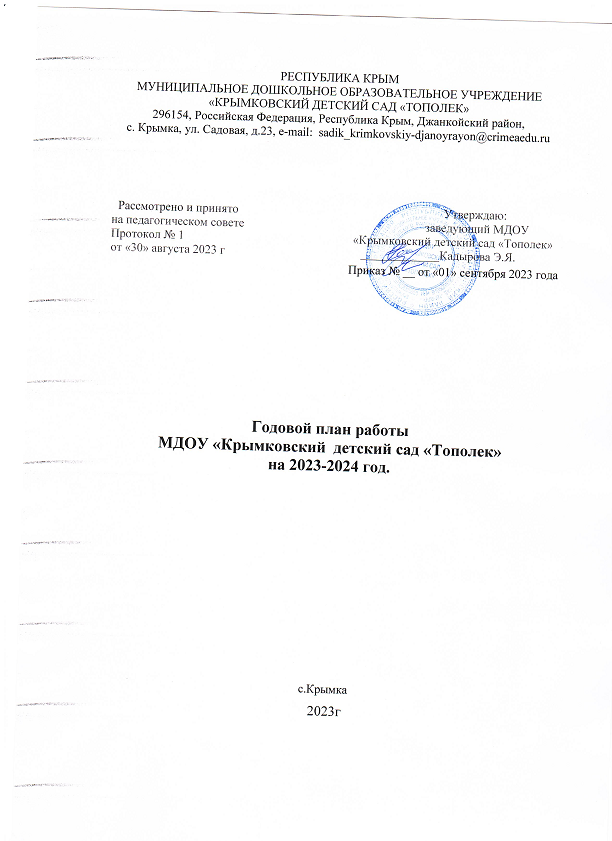 РЕСПУБЛИКА КРЫМ
МУНИЦИПАЛЬНОЕ ДОШКОЛЬНОЕ ОБРАЗОВАТЕЛЬНОЕ УЧРЕЖДЕНИЕ
«КРЫМКОВСКИЙ ДЕТСКИЙ САД «ТОПОЛЕК»
296154, Российская Федерация, Республика Крым, Джанкойский район,
с. Крымка, ул. Садовая, д.23, e-mail: sadik_krimkovskiy-djanoyrayon@crimeaedu.ru
Рассмотрено и принято
на педагогическом совете
Протокол № 1
от «30» августа 2023 г
Утверждаю:
заведующий МДОУ
«Крымковский детский сад «Тополек»
Кадырова Э.Я.
Приказ № __ от «01» сентября 2023 года
Годовой план работы
МДОУ «Крымковский детский сад «Тополек»
на 2023-2024 год.
с.Крымка
2023г